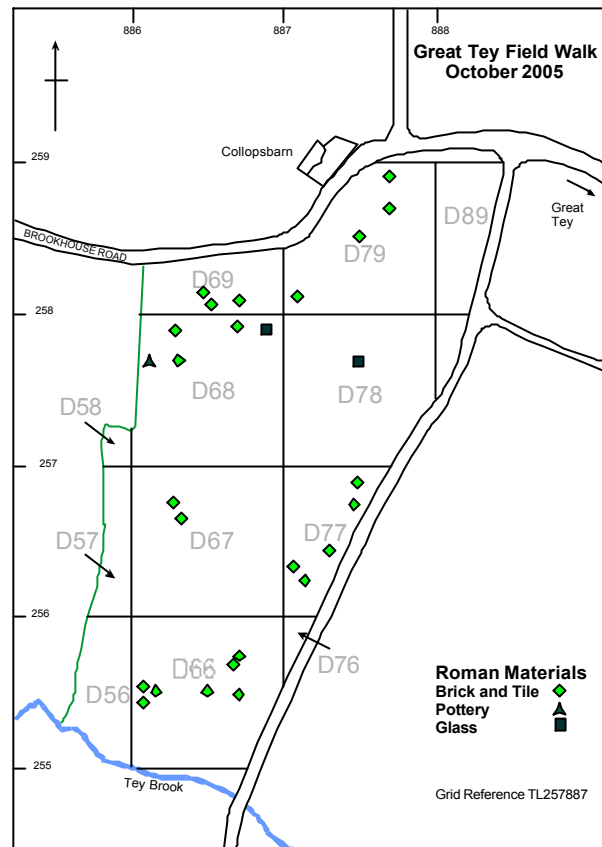 886
887
888
Great Tey Field Walk
October 2005
Collopsbarn
259
Great
Tey
BROOKHOUSE ROAD
D89
D79
D69
258
D68
D78
D58
257
D67
D77
D57
256
D66
D76
D56
Roman Materials
Brick and Tile
Pottery
Glass
255
Tey Brook
Grid Reference TL257887